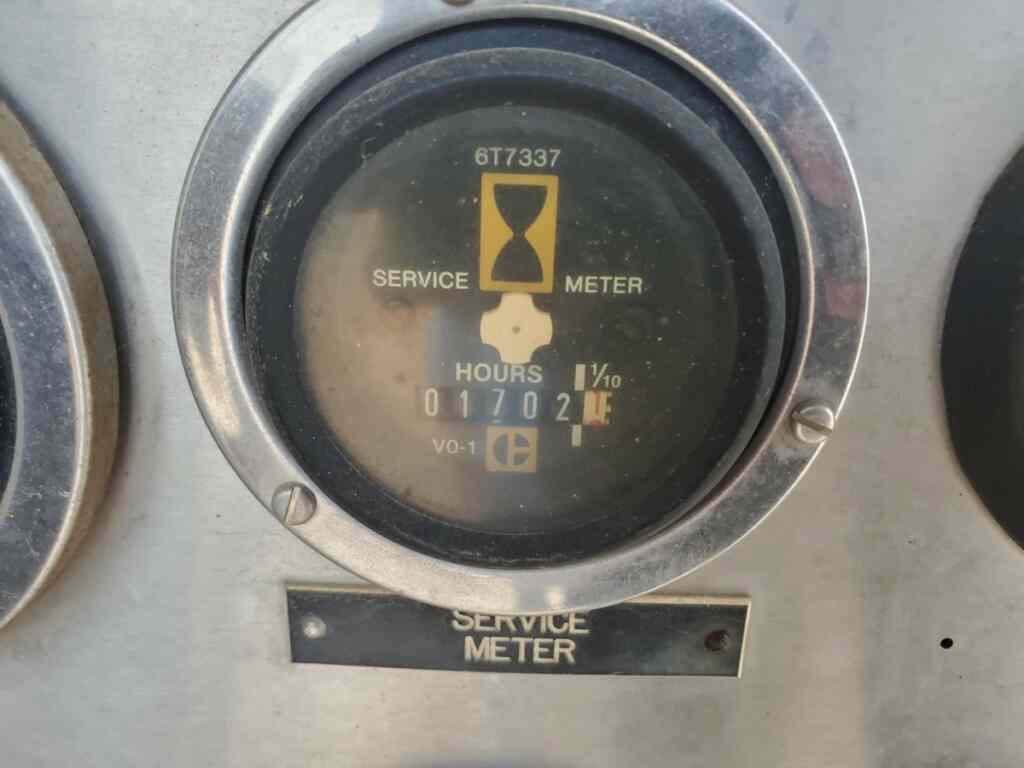 6T7337
SERVICE METER
HOURS 1/10
01702
VO-1
SERVICE
METER